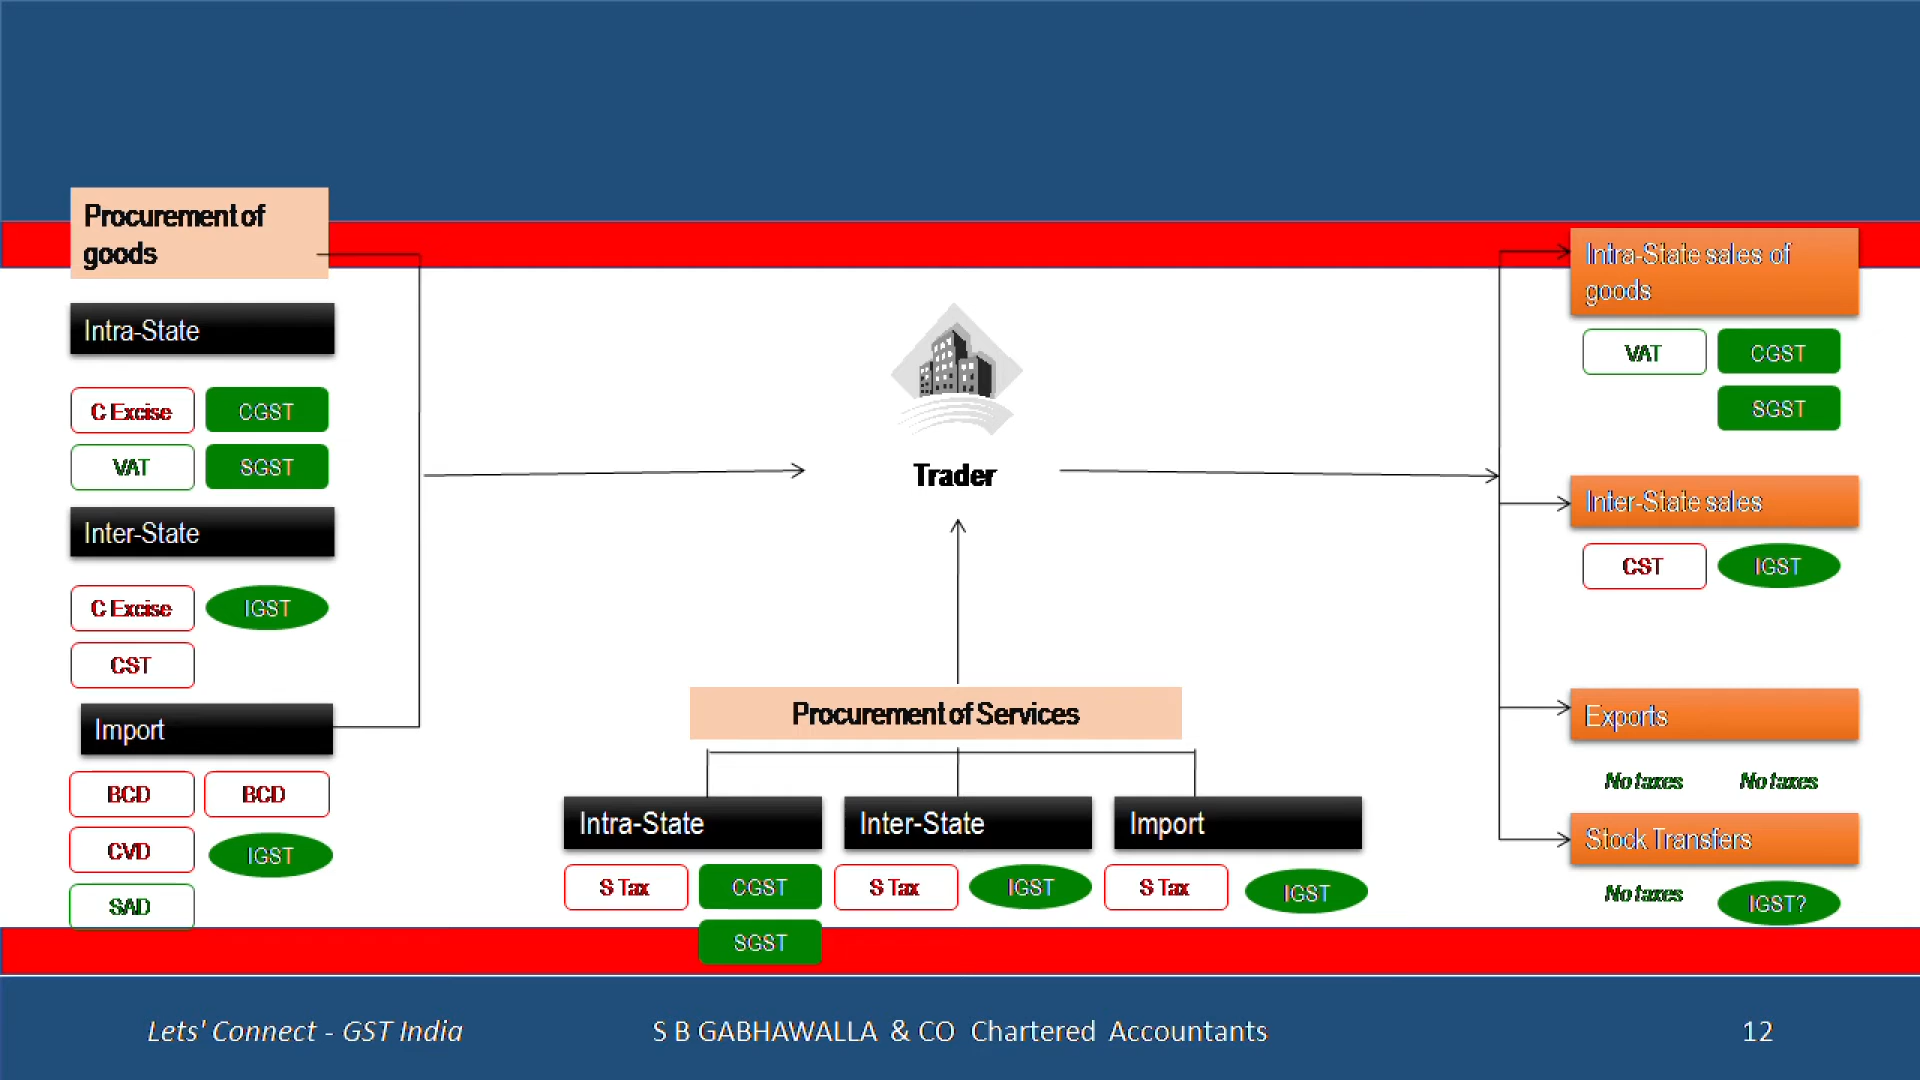 Procurement of
goods
Intra-State
C Excise CGST
VAT SGST
Inter-State
C Excise IGST
CST
Import
BCD BCD
CVD IGST
SAD
Trader
Procurement of Services
Intra-State Inter-State Import
S Tax CGST S Tax IGST S Tax IGST
SGST
Intra-State sales of
goods
VAT CGST
SGST
Inter-State sales
CST IGST
Exports
No taxes No taxes
Stock Transfers
No taxes IGST?
Lets' Connect - GST India S B GABHAWALLA & CO Chartered Accountants 12